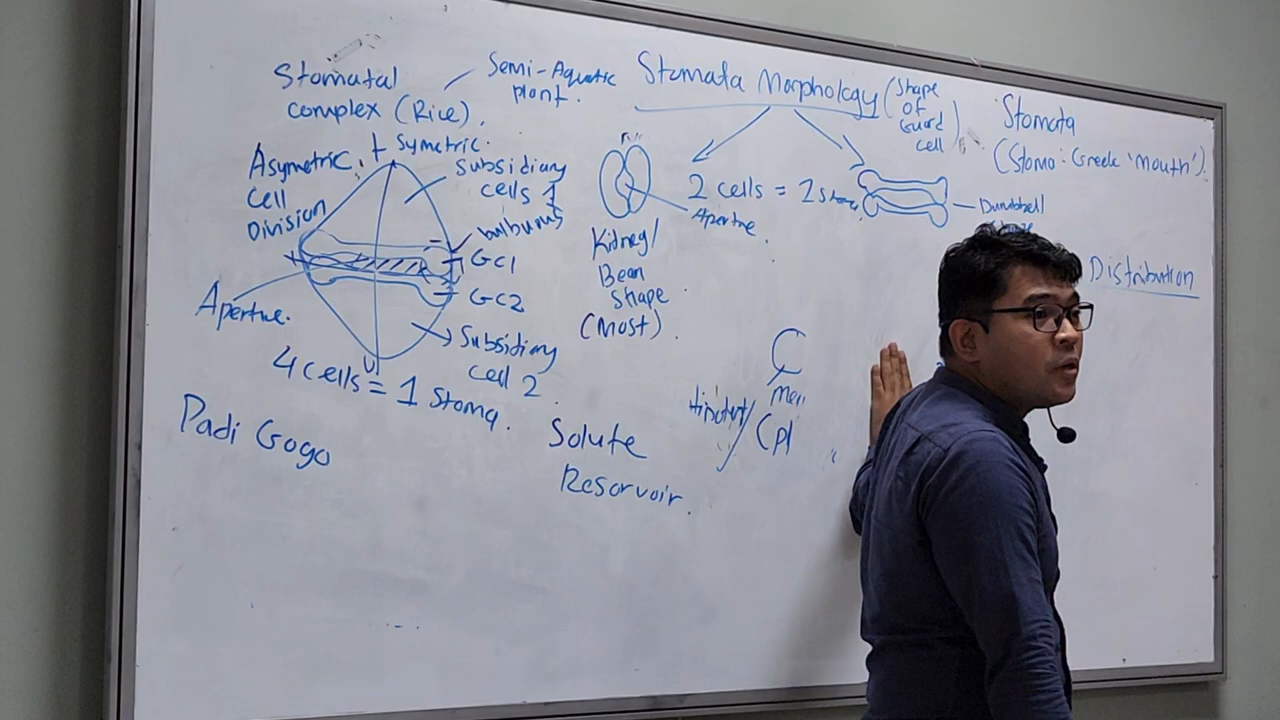 Stomatal
complex (Rice).
Semi-Aquatic
plant.
Asymetric
Cell
Division
+ Symetric.
Subsidiary
cells 1
bulbuus
GC1
GC2
Subsidiary
cell 2.
Aperture.
4 cells = 1 Stoma.
Padi Gogo
Stomata Morphology
(Shape
of
Guard
cell)
2 cells = 1
Aperture.
Kidney/
Bean
Shape
(Most).
Dumbbell
Solute
Reservoir.
Stomata
(Stoma: Greek 'mouth').
Distribution